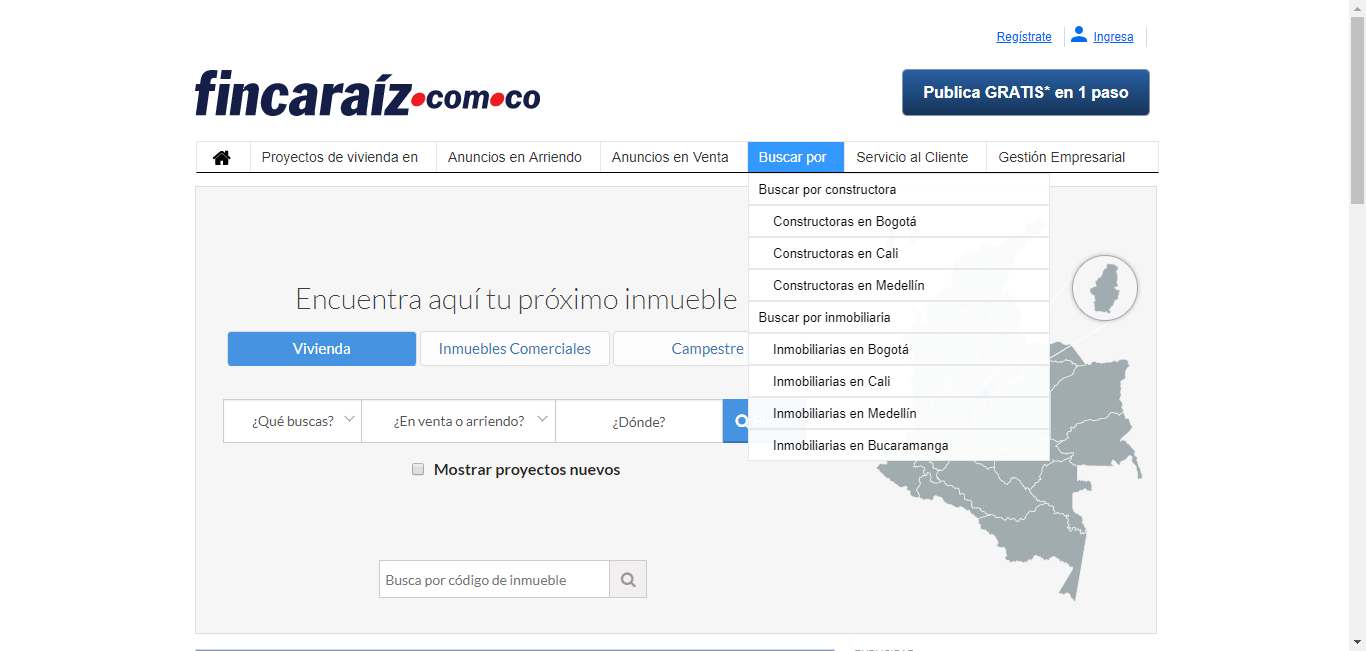 Regístrate
Ingresa
fincaraíz.com.co
Publica GRATIS* en 1 paso
Proyectos de vivienda en
Anuncios en Arriendo
Anuncios en Venta
Buscar por
Servicio al Cliente
Gestión Empresarial
Buscar por constructora
Constructoras en Bogotá
Constructoras en Cali
Constructoras en Medellín
Buscar por inmobiliaria
Inmobiliarias en Bogotá
Inmobiliarias en Cali
Inmobiliarias en Medellín
Inmobiliarias en Bucaramanga
Encuentra aquí tu próximo inmueble
Vivienda
Inmuebles Comerciales
Campestre
¿Qué buscas?
¿En venta o arriendo?
¿Dónde?
Mostrar proyectos nuevos
Busca por código de inmueble